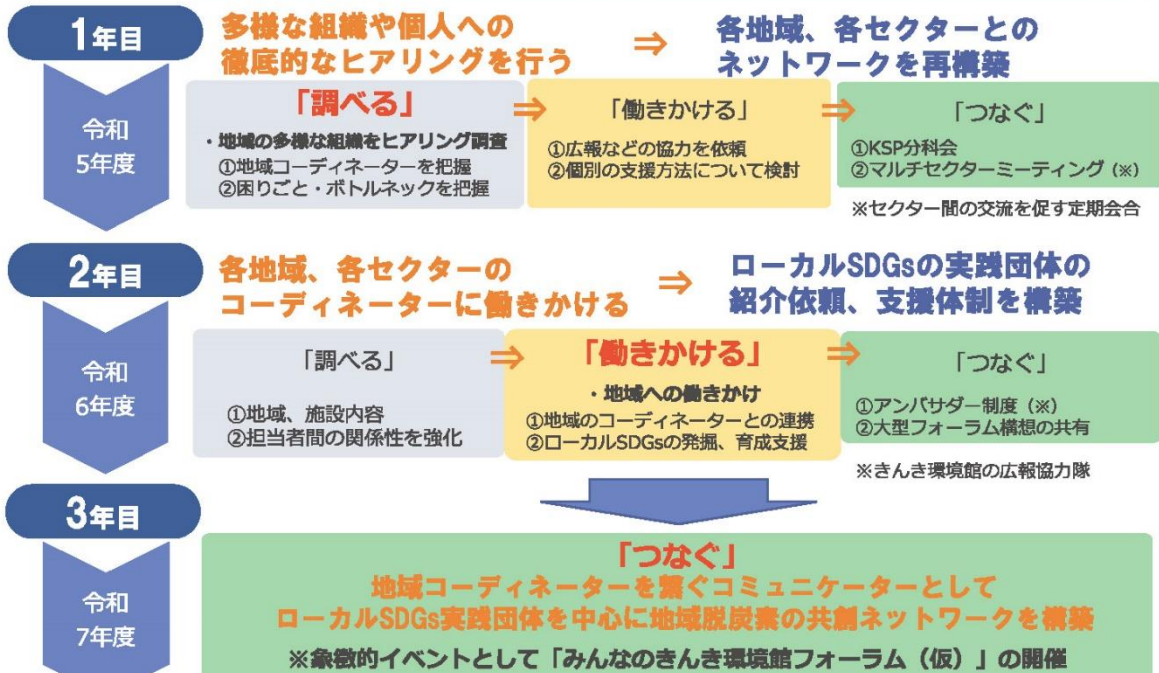 1年目
多様な組織や個人への
徹底的なヒアリングを行う
⇒
各地域、各セクターとの
ネットワークを再構築
令和
5年度
「調べる」
・地域の多様な組織をヒアリング調査
①地域コーディネーターを把握
②困りごと・ボトルネックを把握
⇒
「働きかける」
①広報などの協力を依頼
②個別の支援方法について検討
⇒
「つなぐ」
①KSP分科会
②マルチセクターミーティング（※）
※セクター間の交流を促す定期会合
2年目
各地域、各セクターの
コーディネーターに働きかける
⇒
ローカルSDGsの実践団体の
紹介依頼、支援体制を構築
令和
6年度
「調べる」
①地域、施設内容
②担当者間の関係性を強化
⇒
「働きかける」
・地域への働きかけ
①地域のコーディネーターとの連携
②ローカルSDGsの発掘、育成支援
⇒
「つなぐ」
①アンバサダー制度（※）
②大型フォーラム構想の共有
※きんき環境館の広報協力隊
3年目
令和
7年度
「つなぐ」
地域コーディネーターを繋ぐコミュニケーターとして
ローカルSDGs実践団体を中心に地域脱炭素の共創ネットワークを構築
※象徴的イベントとして「みんなのきんき環境館フォーラム（仮）」の開催